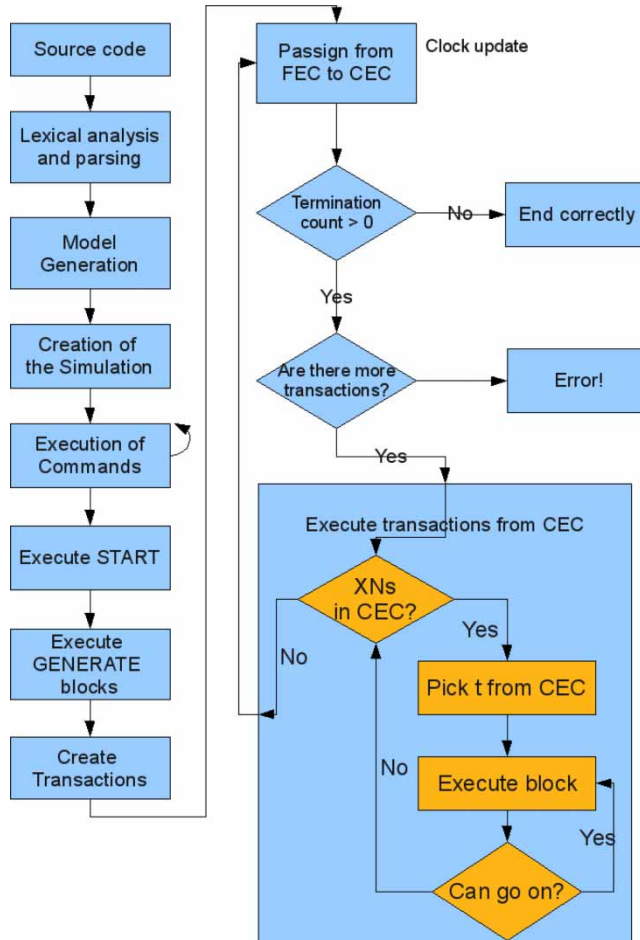 Source code
Lexical analysis
and parsing
Model
Generation
Creation of
the Simulation
Execution of
Commands
Execute START
Execute
GENERATE
blocks
Create
Transactions
Passign from
FEC to CEC
Clock update
Termination
count > 0
No
End correctly
Yes
Are there more
transactions?
Error!
Yes
Execute transactions from CEC
XNs
in CEC?
Yes
No
Pick t from CEC
No
Execute block
Yes
Can go on?